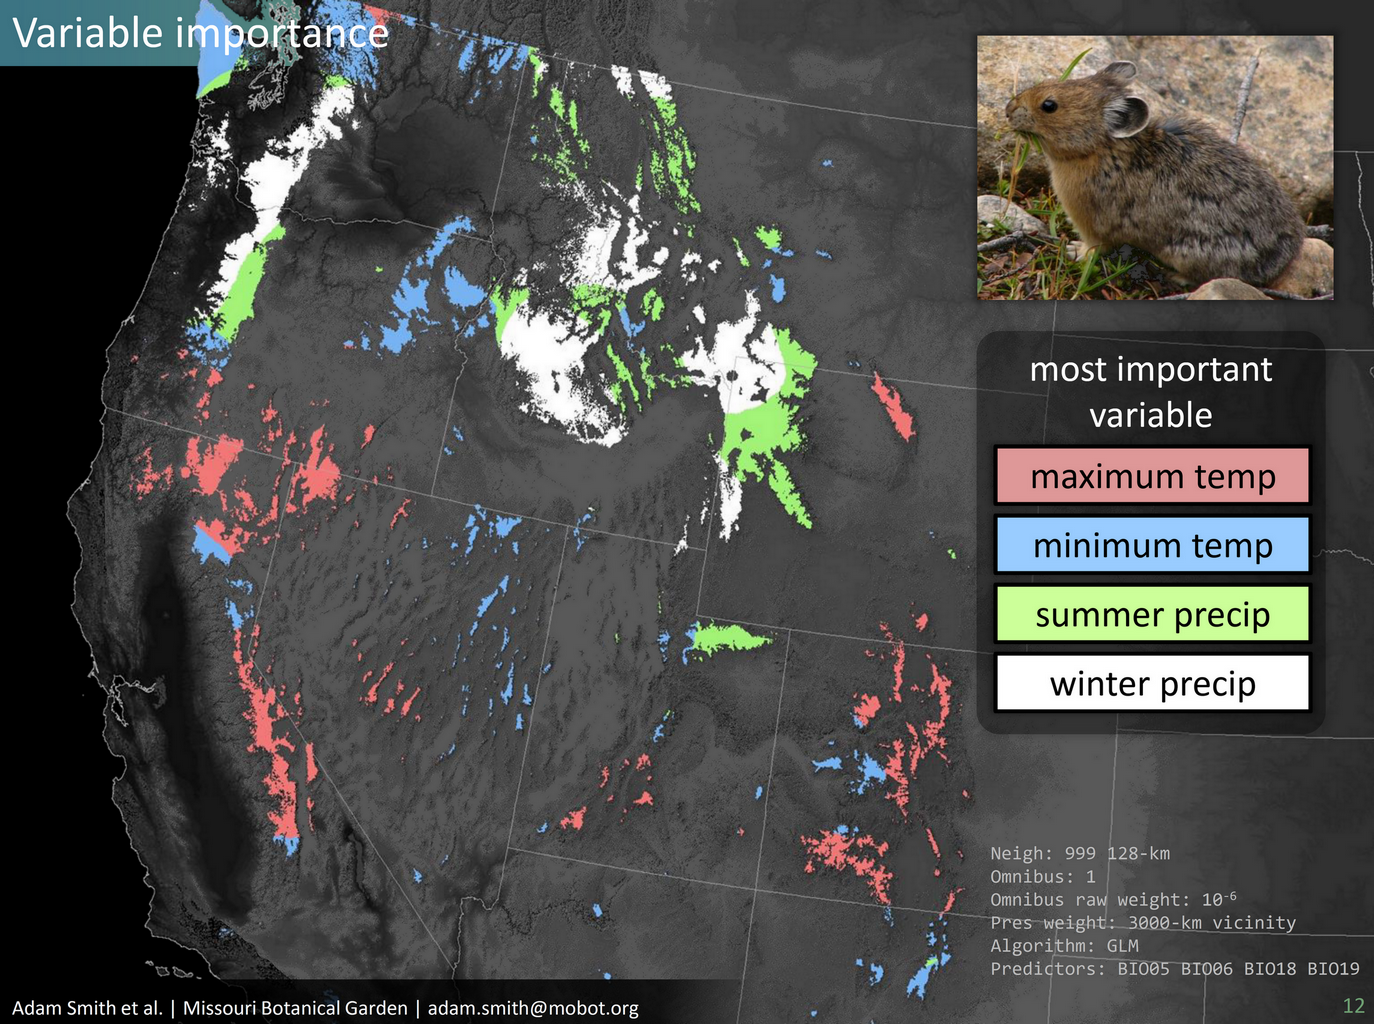 Variable importance
most important
variable
maximum temp
minimum temp
summer precip
winter precip
Neigh: 999 128-km
Omnibus: 1
Omnibus raw weight: 10⁻⁶
Pres weight: 3000-km vicinity
Algorithm: GLM
Predictors: BIO05 BIO06 BIO18 BIO19
Adam Smith et al. | Missouri Botanical Garden | adam.smith@mobot.org
12